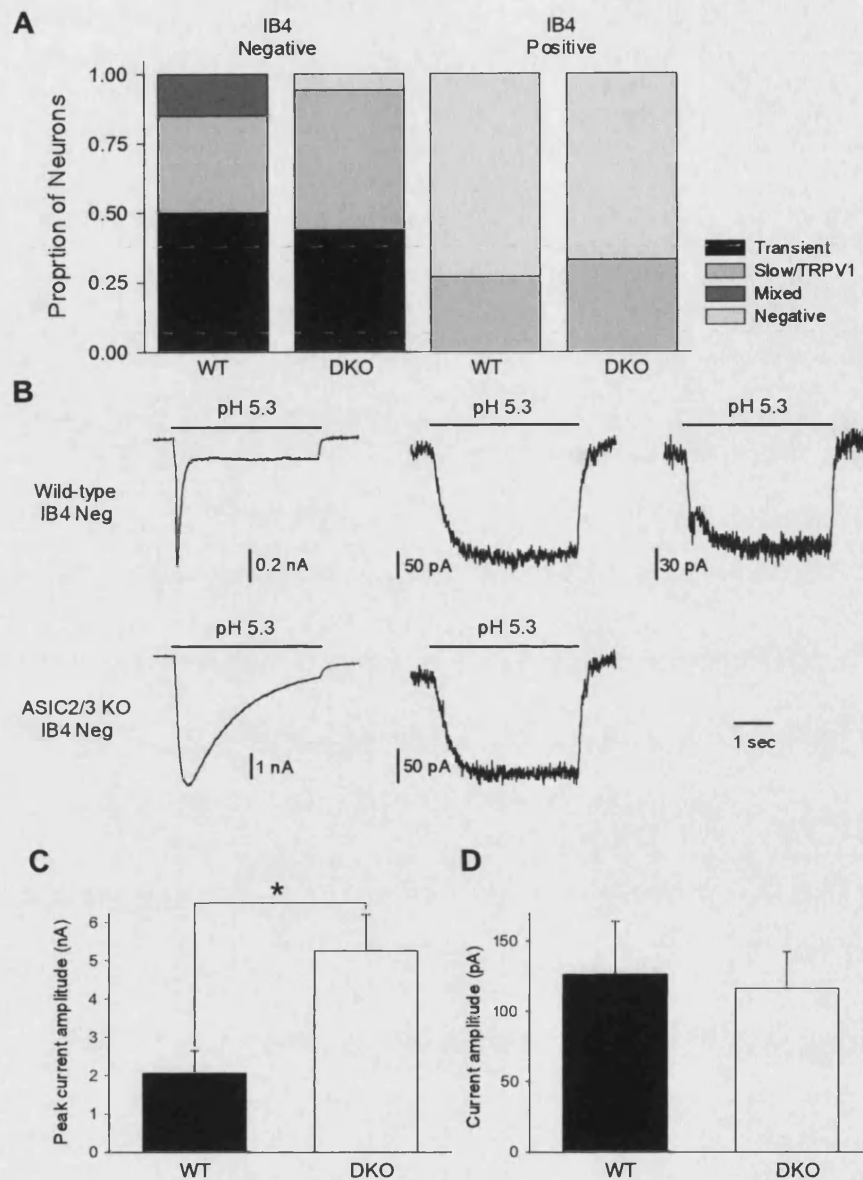 A
IB4
Negative
IB4
Positive
Proprtion of Neurons
1.00
0.75
0.50
0.25
0.00
WT
DKO
WT
DKO
Transient
Slow/TRPV1
Mixed
Negative
B
pH 5.3
pH 5.3
pH 5.3
Wild-type
IB4 Neg
0.2 nA
50 pA
30 pA
pH 5.3
pH 5.3
ASIC2/3 KO
IB4 Neg
1 nA
50 pA
1 sec
C
*
Peak current amplitude (nA)
6
5
4
3
2
1
0
WT
DKO
D
Current amplitude (pA)
150
100
50
0
WT
DKO